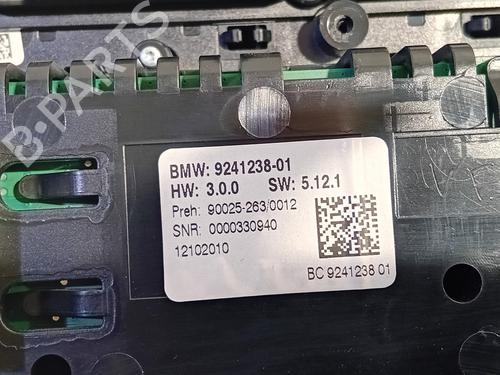 B-PARTS
BMW: 9241238-01
HW: 3.0.0 SW: 5.12.1
Preh: 90025-263/0012
SNR: 0000330940
12102010
BC 9241238 01